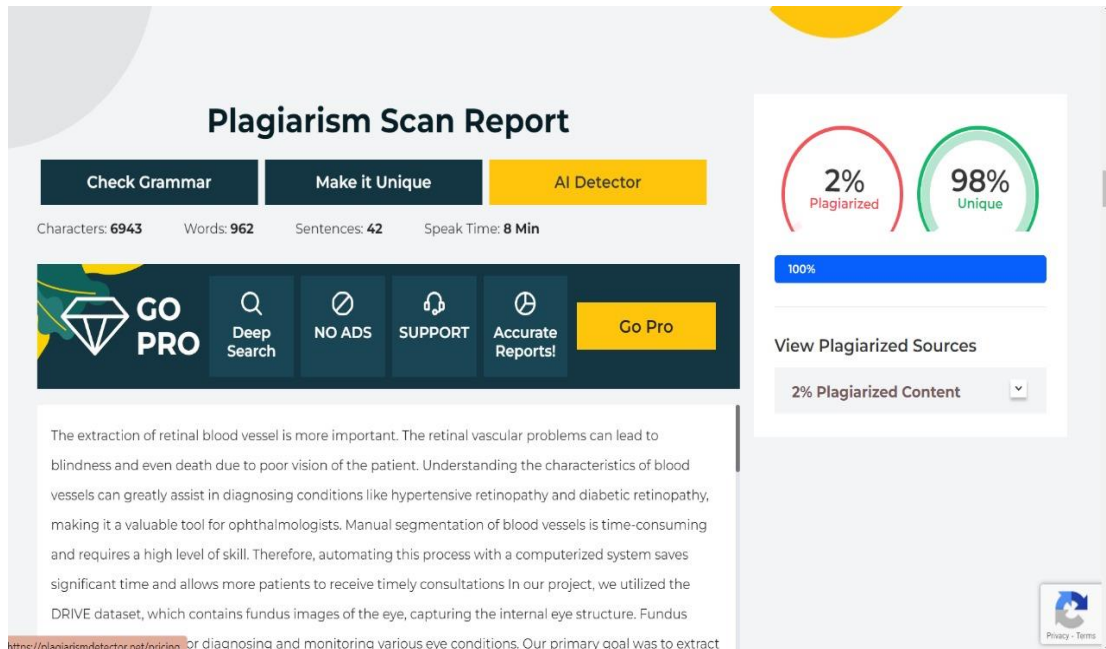 Plagiarism Scan Report
Check Grammar
Make it Unique
AI Detector
Characters: 6943 Words: 962 Sentences: 42 Speak Time: 8 Min
GO
PRO
Deep
Search
NO ADS
SUPPORT
Accurate
Reports!
Go Pro
The extraction of retinal blood vessel is more important. The retinal vascular problems can lead to
blindness and even death due to poor vision of the patient. Understanding the characteristics of blood
vessels can greatly assist in diagnosing conditions like hypertensive retinopathy and diabetic retinopathy,
making it a valuable tool for ophthalmologists. Manual segmentation of blood vessels is time-consuming
and requires a high level of skill. Therefore, automating this process with a computerized system saves
significant time and allows more patients to receive timely consultations In our project, we utilized the
DRIVE dataset, which contains fundus images of the eye, capturing the internal eye structure. Fundus
or diagnosing and monitoring various eye conditions. Our primary goal was to extract
https://plagiarismdetector.net/pricing
2%
Plagiarized
98%
Unique
100%
View Plagiarized Sources
2% Plagiarized Content
Privacy - Terms